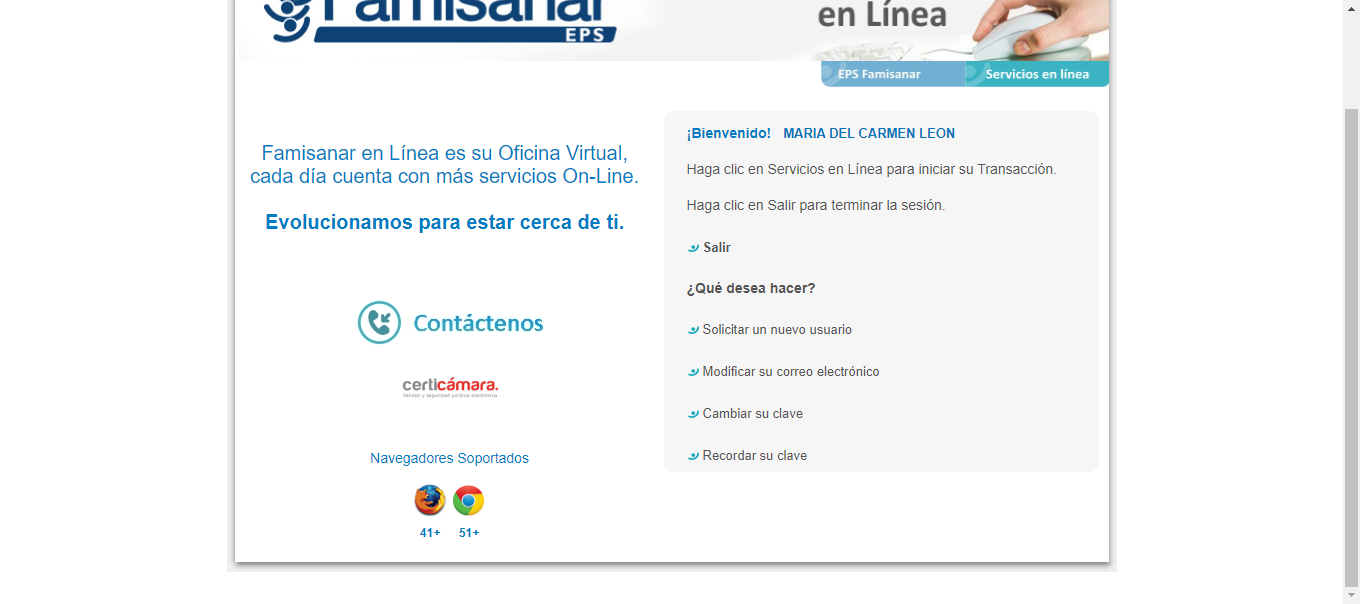 Famisanar
EPS
en Línea
EPS Famisanar
Servicios en línea
Famisanar en Línea es su Oficina Virtual,
cada día cuenta con más servicios On-Line.
Evolucionamos para estar cerca de ti.
Contáctenos
certicámara.
Validez y seguridad jurídica electrónica
Navegadores Soportados
41+ 51+
¡Bienvenido! MARIA DEL CARMEN LEON
Haga clic en Servicios en Línea para iniciar su Transacción.
Haga clic en Salir para terminar la sesión.
Salir
¿Qué desea hacer?
Solicitar un nuevo usuario
Modificar su correo electrónico
Cambiar su clave
Recordar su clave